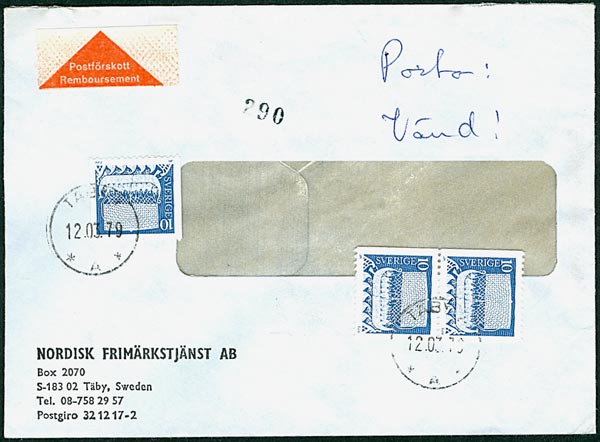 Postförskott
Remboursement
Porto:
Vänd!
290
SVERIGE
10
TÄBY
12.03.79
* A *
SVERIGE 10
10
TÄBY
12.03.79
* A *
NORDISK FRIMÄRKSTJÄNST AB
Box 2070
S-183 02 Täby, Sweden
Tel. 08-758 29 57
Postgiro 32 12 17-2